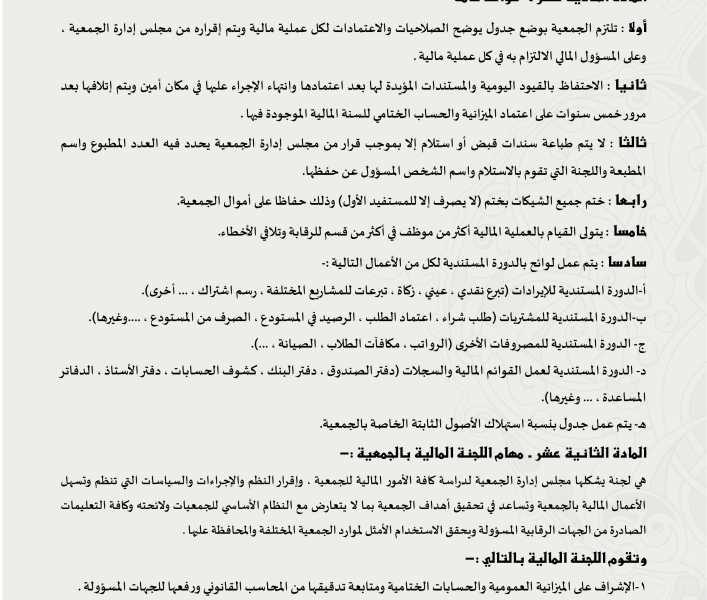 أولا : تلتزم الجمعية بوضع جدول يوضح الصلاحيات والاعتمادات لكل عملية مالية ويتم إقراره من مجلس إدارة الجمعية ،
وعلى المسؤول المالي الالتزام به في كل عملية مالية .
ثانيا : الاحتفاظ بالقيود اليومية والمستندات المؤيدة لها بعد اعتمادها وانتهاء الإجراء عليها في مكان أمين ويتم إتلافها بعد
مرور خمس سنوات على اعتماد الميزانية والحساب الختامي للسنة المالية الموجودة فيها .
ثالثا : لا يتم طباعة سندات قبض أو استلام إلا بموجب قرار من مجلس إدارة الجمعية يحدد فيه العدد المطبوع واسم
المطبعة واللجنة التي تقوم بالاستلام واسم الشخص المسؤول عن حفظها.
رابعا : ختم جميع الشيكات بختم (لا يصرف إلا للمستفيد الأول) وذلك حفاظا على أموال الجمعية.
خامسا : يتولى القيام بالعملية المالية أكثر من موظف في أكثر من قسم للرقابة وتلافي الأخطاء.
سادسا : يتم عمل لوائح بالدورة المستندية لكل من الأعمال التالية :-
أ-الدورة المستندية للإيرادات (تبرع نقدي ، عيني ، زكاة ، تبرعات للمشاريع المختلفة ، رسم اشتراك ، ... أخرى).
ب-الدورة المستندية للمشتريات (طلب شراء ، اعتماد الطلب ، الرصيد في المستودع ، الصرف من المستودع ، ....وغيرها).
ج- الدورة المستندية للمصروفات الأخرى (الرواتب ، مكافآت الطلاب ، الصيانة ، ...).
د- الدورة المستندية لعمل القوائم المالية والسجلات (دفتر الصندوق ، دفتر البنك ، كشوف الحسابات ، دفتر الأستاذ ، الدفاتر
المساعدة ، ... وغيرها).
هـ- يتم عمل جدول بنسبة استهلاك الأصول الثابتة الخاصة بالجمعية.
المادة الثانية عشر . مهام اللجنة المالية بالجمعية :–
هي لجنة يشكلها مجلس إدارة الجمعية لدراسة كافة الأمور المالية للجمعية ، وإقرار النظم والإجراءات والسياسات التي تنظم وتسهل
الأعمال المالية بالجمعية وتساعد في تحقيق أهداف الجمعية بما لا يتعارض مع النظام الأساسي للجمعيات ولائحته وكافة التعليمات
الصادرة من الجهات الرقابية المسؤولة ويحقق الاستخدام الأمثل لموارد الجمعية المختلفة والمحافظة عليها .
وتقوم اللجنة المالية بالتالي :–
١-الإشراف على الميزانية العمومية والحسابات الختامية ومتابعة تدقيقها من المحاسب القانوني ورفعها للجهات المسؤولة .